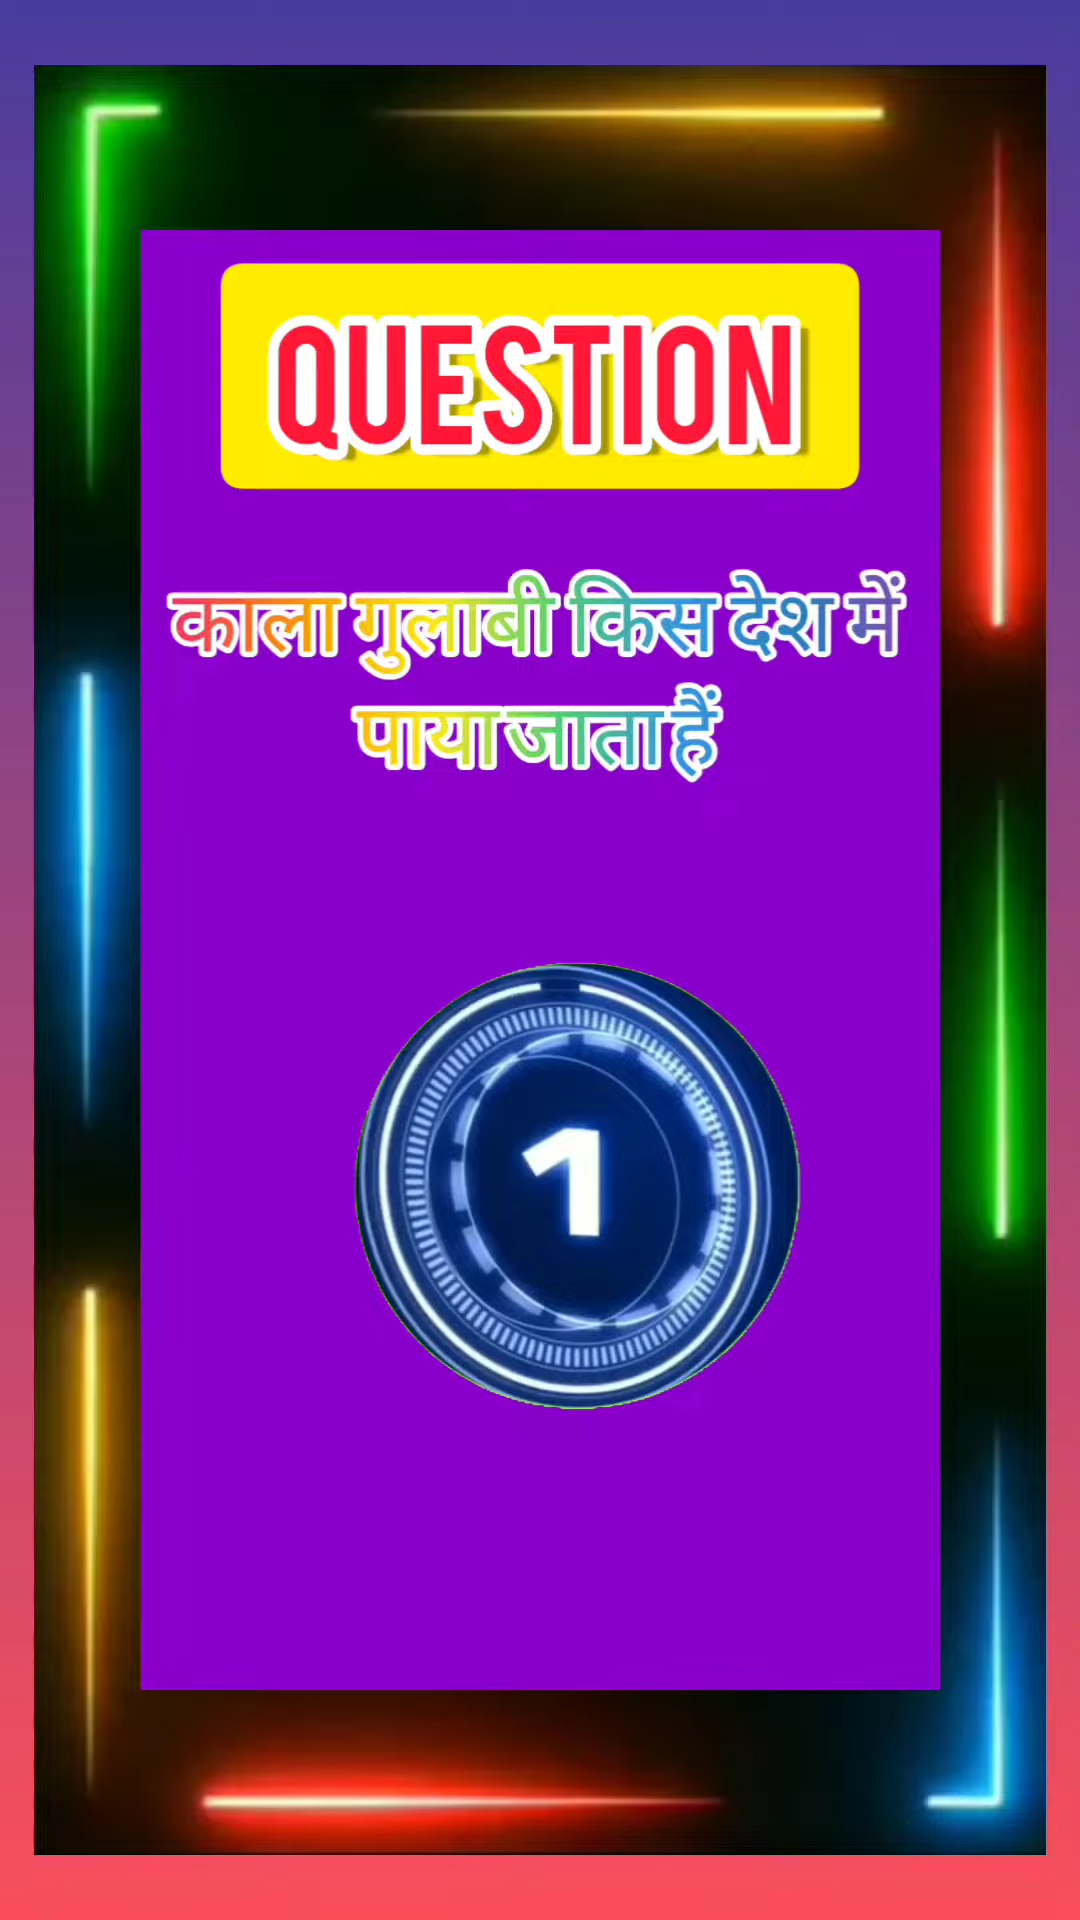 QUESTION
काला गुलाबी किस देश में
पाया जाता हैं
1